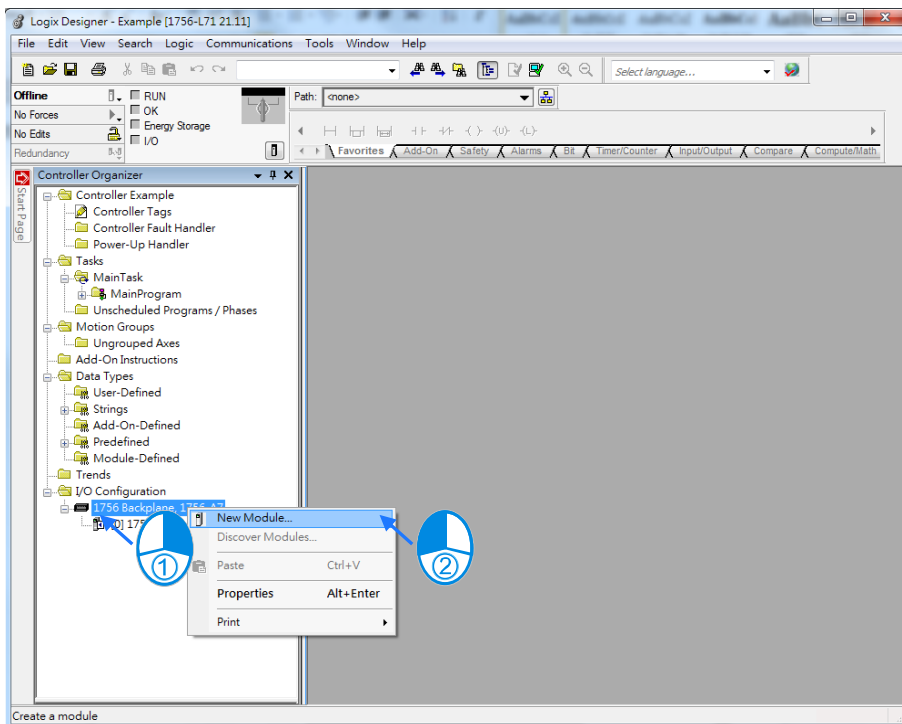 Logix Designer - Example [1756-L71 21.11]
File Edit View Search Logic Communications Tools Window Help
Select language...
Offline
RUN
Path: <none>
No Forces
OK
Energy Storage
No Edits
I/O
Redundancy
Favorites Add-On Safety Alarms Bit Timer/Counter Input/Output Compare Compute/Math
Start Page
Controller Organizer
Controller Example
Controller Tags
Controller Fault Handler
Power-Up Handler
Tasks
MainTask
MainProgram
Unscheduled Programs / Phases
Motion Groups
Ungrouped Axes
Add-On Instructions
Data Types
User-Defined
Strings
Add-On-Defined
Predefined
Module-Defined
Trends
I/O Configuration
1756 Backplane, 1756-A7
New Module...
Discover Modules...
Paste Ctrl+V
Properties Alt+Enter
Print
①
②
Create a module